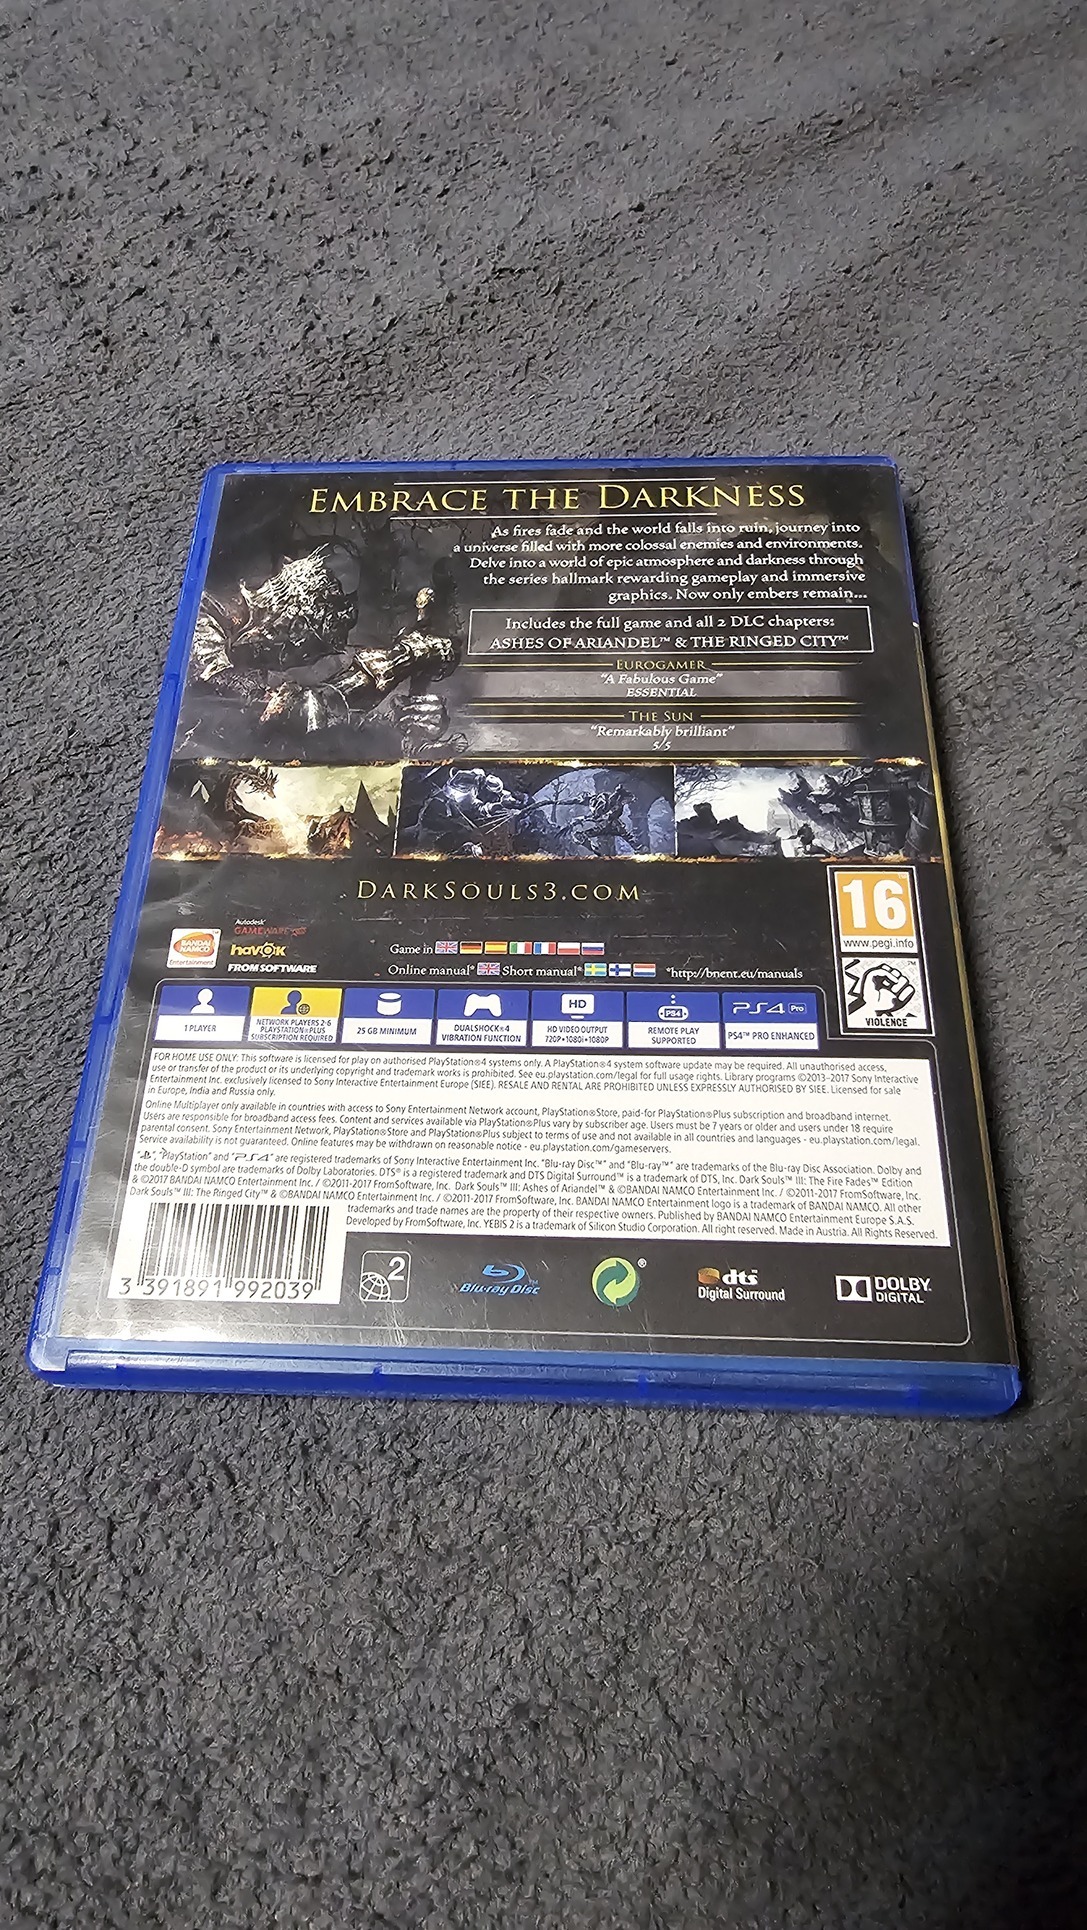 EMBRACE THE DARKNESS
As fires fade and the world falls into ruin, journey into
a universe filled with more colossal enemies and environments.
Delve into a world of epic atmosphere and darkness through
the series hallmark rewarding gameplay and immersive
graphics. Now only embers remain...
Includes the full game and all 2 DLC chapters:
ASHES OF ARIANDEL™ & THE RINGED CITY™
EUROGAMER
"A Fabulous Game"
ESSENTIAL
THE SUN
"Remarkably brilliant"
5/5
DARKSOULS3.COM
16
www.pegi.info
VIOLENCE
BANDAI NAMCO
Entertainment
Autodesk
GAMEWARE
havok
FROMSOFTWARE
Game in
Online manual* Short manual* *http://bnent.eu/manuals
1 PLAYER
NETWORK PLAYERS 2-6
PLAYSTATION®PLUS
SUBSCRIPTION REQUIRED
25 GB MINIMUM
DUALSHOCK®4
VIBRATION FUNCTION
HD
HD VIDEO OUTPUT
720P•1080i•1080P
PS4
REMOTE PLAY
SUPPORTED
PS4 Pro
PS4™ PRO ENHANCED
FOR HOME USE ONLY: This software is licensed for play on authorised PlayStation®4 systems only. A PlayStation®4 system software update may be required. All unauthorised access,
use or transfer of the product or its underlying copyright and trademark works is prohibited. See eu.playstation.com/legal for full usage rights. Library programs ©2013-2017 Sony Interactive
Entertainment Inc. exclusively licensed to Sony Interactive Entertainment Europe (SIEE). RESALE AND RENTAL ARE PROHIBITED UNLESS EXPRESSLY AUTHORISED BY SIEE. Licensed for sale
in Europe, India and Russia only.
Online Multiplayer only available in countries with access to Sony Entertainment Network account, PlayStation®Store, paid-for PlayStation®Plus subscription and broadband internet.
Users are responsible for broadband access fees. Content and services available via PlayStation®Plus vary by subscriber age. Users must be 7 years or older and users under 18 require
parental consent. Sony Entertainment Network, PlayStation®Store and PlayStation®Plus subject to terms of use and not available in all countries and languages - eu.playstation.com/legal.
Service availability is not guaranteed. Online features may be withdrawn on reasonable notice - eu.playstation.com/gameservers.
" ", "PlayStation" and "PS4" are registered trademarks of Sony Interactive Entertainment Inc. "Blu-ray Disc™" and "Blu-ray™" are trademarks of the Blu-ray Disc Association. Dolby and
the double-D symbol are trademarks of Dolby Laboratories. DTS® is a registered trademark and DTS Digital Surround™ is a trademark of DTS, Inc. Dark Souls™ III: The Fire Fades™ Edition
& ©2017 BANDAI NAMCO Entertainment Inc. / ©2011-2017 FromSoftware, Inc. Dark Souls™ III: Ashes of Ariandel™ & ©BANDAI NAMCO Entertainment Inc. / ©2011-2017 FromSoftware, Inc.
Dark Souls™ III: The Ringed City™ & ©BANDAI NAMCO Entertainment Inc. / ©2011-2017 FromSoftware, Inc. BANDAI NAMCO Entertainment logo is a trademark of BANDAI NAMCO. All other
trademarks and trade names are the property of their respective owners. Published by BANDAI NAMCO Entertainment Europe S.A.S.
Developed by FromSoftware, Inc. YEBIS 2 is a trademark of Silicon Studio Corporation. All right reserved. Made in Austria. All Rights Reserved.
3 391891 992039
2
Blu-ray Disc™
®
dts
Digital Surround
DOLBY
DIGITAL